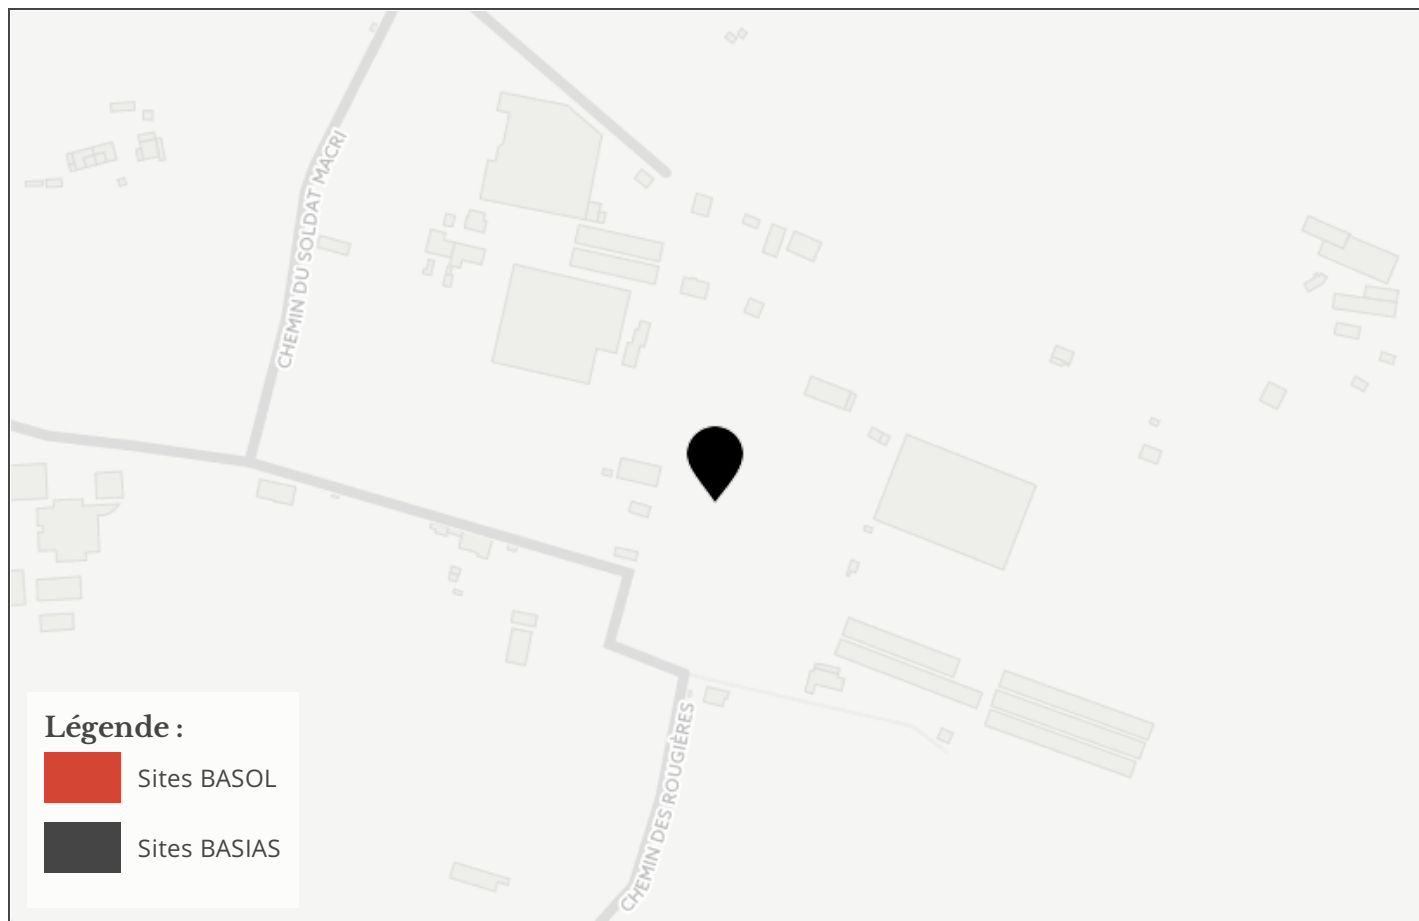 CHEMIN DU SOLDAT MACRI
CHEMIN DES ROUGIÈRES
Légende :
Sites BASOL
Sites BASIAS